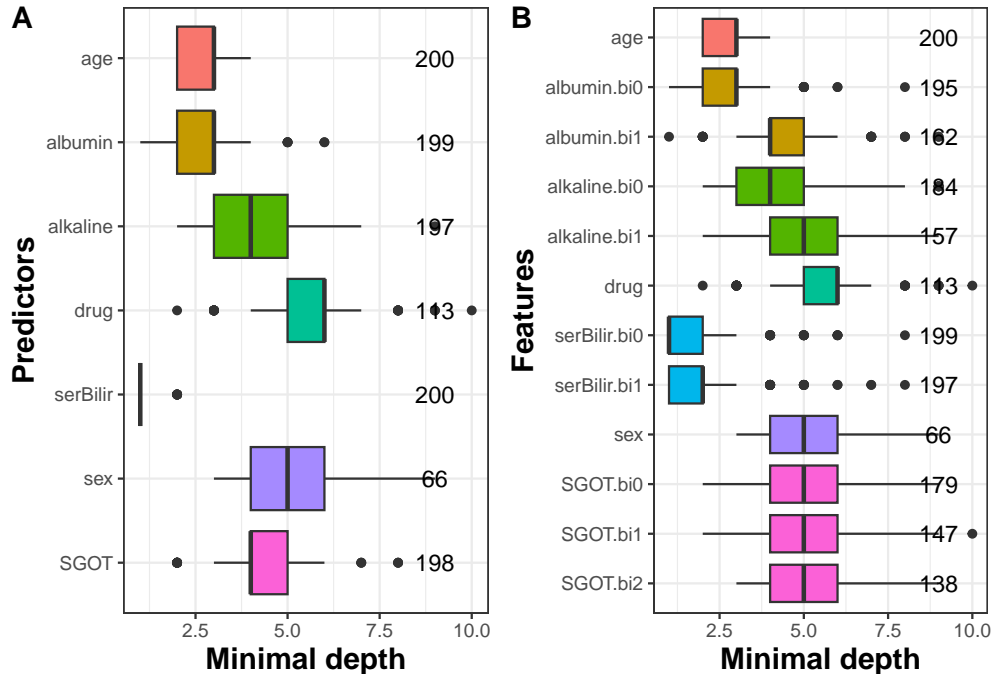 A
B
Predictors
age
200
albumin
199
alkaline
197
drug
113
serBilir
200
sex
66
SGOT
198
2.5
5.0
7.5
10.0
Minimal depth
Features
age
200
albumin.bi0
195
albumin.bi1
162
alkaline.bi0
184
alkaline.bi1
157
drug
113
serBilir.bi0
199
serBilir.bi1
197
sex
66
SGOT.bi0
179
SGOT.bi1
147
SGOT.bi2
138
2.5
5.0
7.5
10.0
Minimal depth